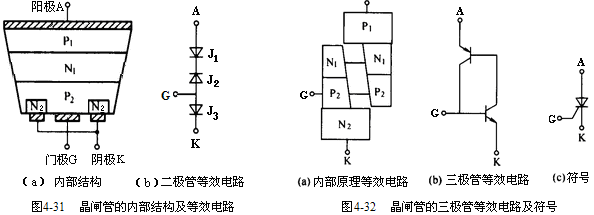 阳极A
P1
N1
P2
N2
N2
门极G 阴极K
(a) 内部结构
A
J1
J2
G
J3
K
(b) 二极管等效电路
图4-31 晶闸管的内部结构及等效电路
A
P1
N1
N1
G
P2
P2
N2
K
(a) 内部原理等效电路
A
G
K
(b) 三极管等效电路
A
G
K
(c) 符号
图4-32 晶闸管的三极管等效电路及符号